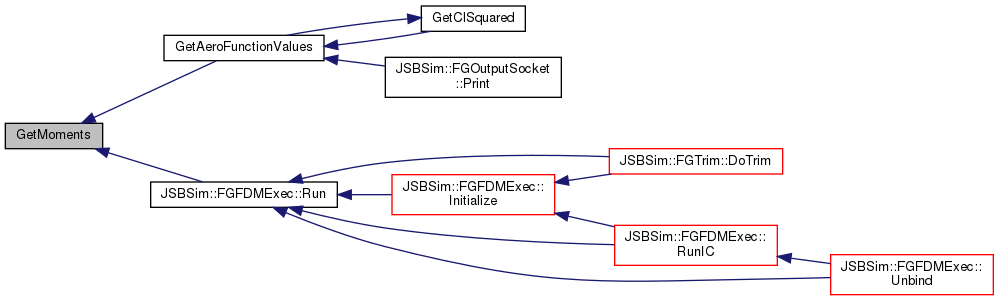 GetClSquared
GetAeroFunctionValues
JSBSim::FGOutputSocket
::Print
GetMoments
JSBSim::FGTrim::DoTrim
JSBSim::FGFDMExec::Run
JSBSim::FGFDMExec::
Initialize
JSBSim::FGFDMExec::
RunIC
JSBSim::FGFDMExec::
Unbind